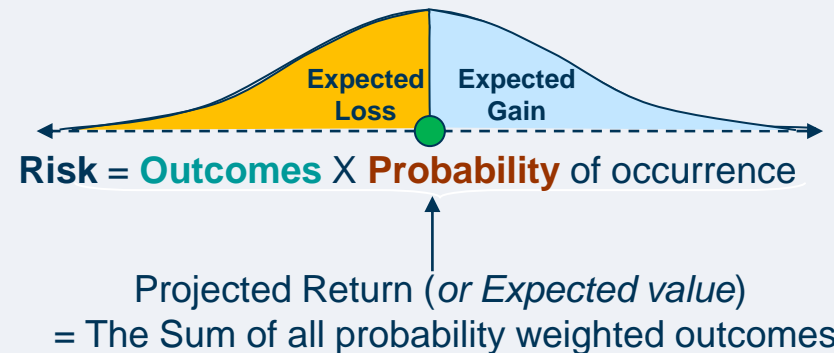 Expected Expected
Loss Gain
Risk = Outcomes X Probability of occurrence
Projected Return (or Expected value)
= The Sum of all probability weighted outcomes